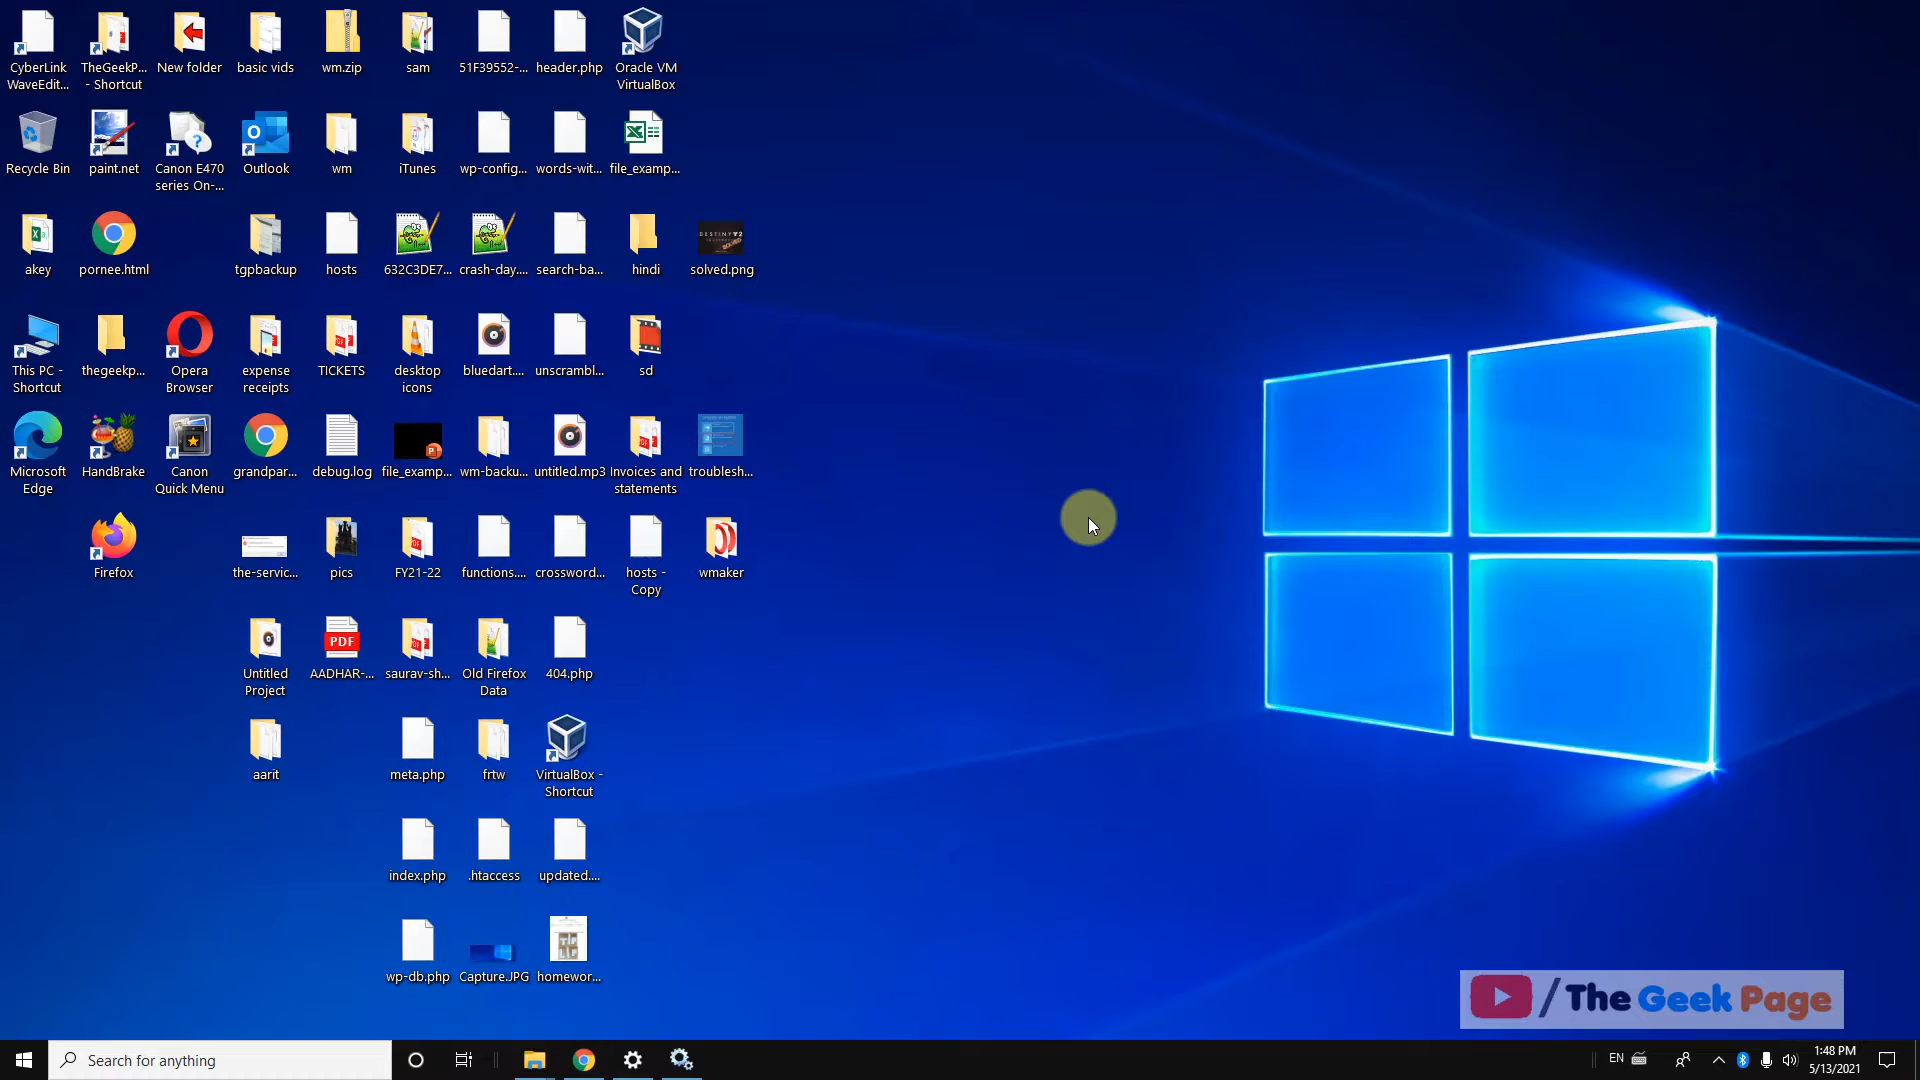 CyberLink
WaveEdit...
TheGeekP...
- Shortcut
New folder
basic vids
wm.zip
sam
51F39552-...
header.php
Oracle VM
VirtualBox
Recycle Bin
paint.net
Canon E470
series On-...
Outlook
wm
iTunes
wp-config...
words-wit...
file_examp...
akey
pornee.html
tgpbackup
hosts
632C3DE7...
crash-day....
search-ba...
hindi
solved.png
This PC -
Shortcut
thegeekp...
Opera
Browser
expense
receipts
TICKETS
desktop
icons
bluedart....
unscrambl...
sd
Microsoft
Edge
HandBrake
Canon
Quick Menu
grandpar...
debug.log
file_examp...
wm-backu...
untitled.mp3
Invoices and
statements
troublesh...
Firefox
the-servic...
pics
FY21-22
functions....
crossword...
hosts -
Copy
wmaker
Untitled
Project
PDF
AADHAR-...
saurav-sh...
Old Firefox
Data
404.php
aarit
meta.php
frtw
VirtualBox -
Shortcut
index.php
.htaccess
updated....
wp-db.php
Capture.JPG
homewor...
/ The Geek Page
Search for anything
EN
1:48 PM
5/13/2021